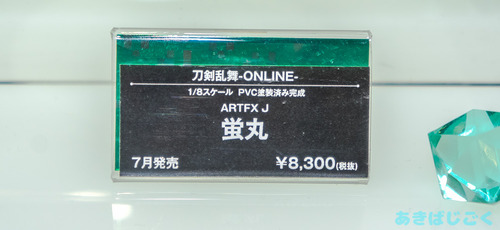 刀剣乱舞-ONLINE-
1/8スケール PVC塗装済み完成
ARTFX J
蛍丸
7月発売 ¥8,300(税抜)
あきばじごく